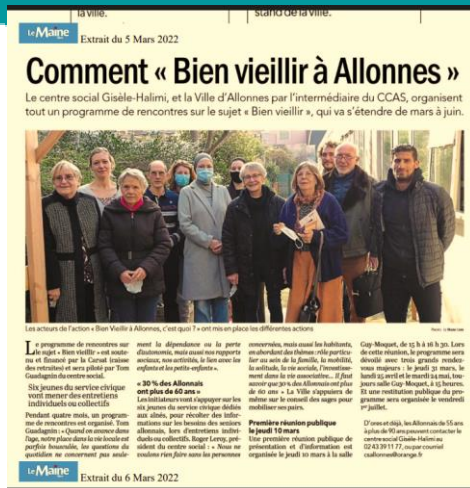 la ville.
stand de la ville.
Le Maine
Extrait du 5 Mars 2022
Comment « Bien vieillir à Allonnes »
Le centre social Gisèle-Halimi, et la Ville d'Allonnes par l'intermédiaire du CCAS, organisent
tout un programme de rencontres sur le sujet « Bien vieillir », qui va s'étendre de mars à juin.
Les acteurs de l'action « Bien Vieillir à Allonnes, c'est quoi ? » ont mis en place les différentes actions
Le programme de rencontres sur
le sujet « Bien vieillir » est soute-
nu et financé par la Carsat (caisse
des retraites) et sera piloté par Tom
Guadagnin du centre social.
Six jeunes du service civique
vont mener des entretiens
individuels ou collectifs
Pendant quatre mois, un program-
me de rencontres est organisé. Tom
Guadagnin : « Quand on avance dans
l'âge, notre place dans la vie locale est
parfois bousculée, les questions du
quotidien ne concernent pas seule-
ment la dépendance ou la perte
d'autonomie, mais aussi nos rapports
sociaux, nos activités, le lien avec les
enfants et les petits-enfants ».
« 30 % des Allonnais
ont plus de 60 ans »
Les initiateurs vont s'appuyer sur les
six jeunes du service civique dédiés
aux aînés, pour récolter des infor-
mations sur les besoins des seniors
allonnais, lors d'entretiens indivi-
duels ou collectifs. Roger Leroy, pré-
sident du centre social : « Nous ne
voulons rien faire sans les personnes
concernées, mais aussi les habitants,
en abordant des thèmes : rôle particu-
lier au sein de la famille, la mobilité,
la solitude, la vie sociale, l'investisse-
ment dans la vie associative... Il faut
savoir que 30 % des Allonnais ont plus
de 60 ans » La Ville s'appuiera de
même sur le conseil des sages pour
mobiliser ses pairs.
Première réunion publique
le jeudi 10 mars
Une première réunion publique de
présentation et d'information est
organisée le jeudi 10 mars à la salle
Guy-Moquet, de 15 h à 16 h 30. Lors
de cette réunion, le programme sera
dévoilé avec trois grands rendez-
vous majeurs : le jeudi 31 mars, le
lundi 25 avril et le mardi 24 mai, tou-
jours salle Guy-Moquet, à 15 heures.
Et une restitution publique du pro-
gramme sera organisée le vendredi
1er juillet.
D'ores et déjà, les Allonnais de 55 ans
à plus de 90 ans peuvent contacter le
centre social Gisèle-Halimi au
02 43 39 11 77, ou par courriel
csallonnes@orange.fr
Le Maine
Extrait du 6 Mars 2022